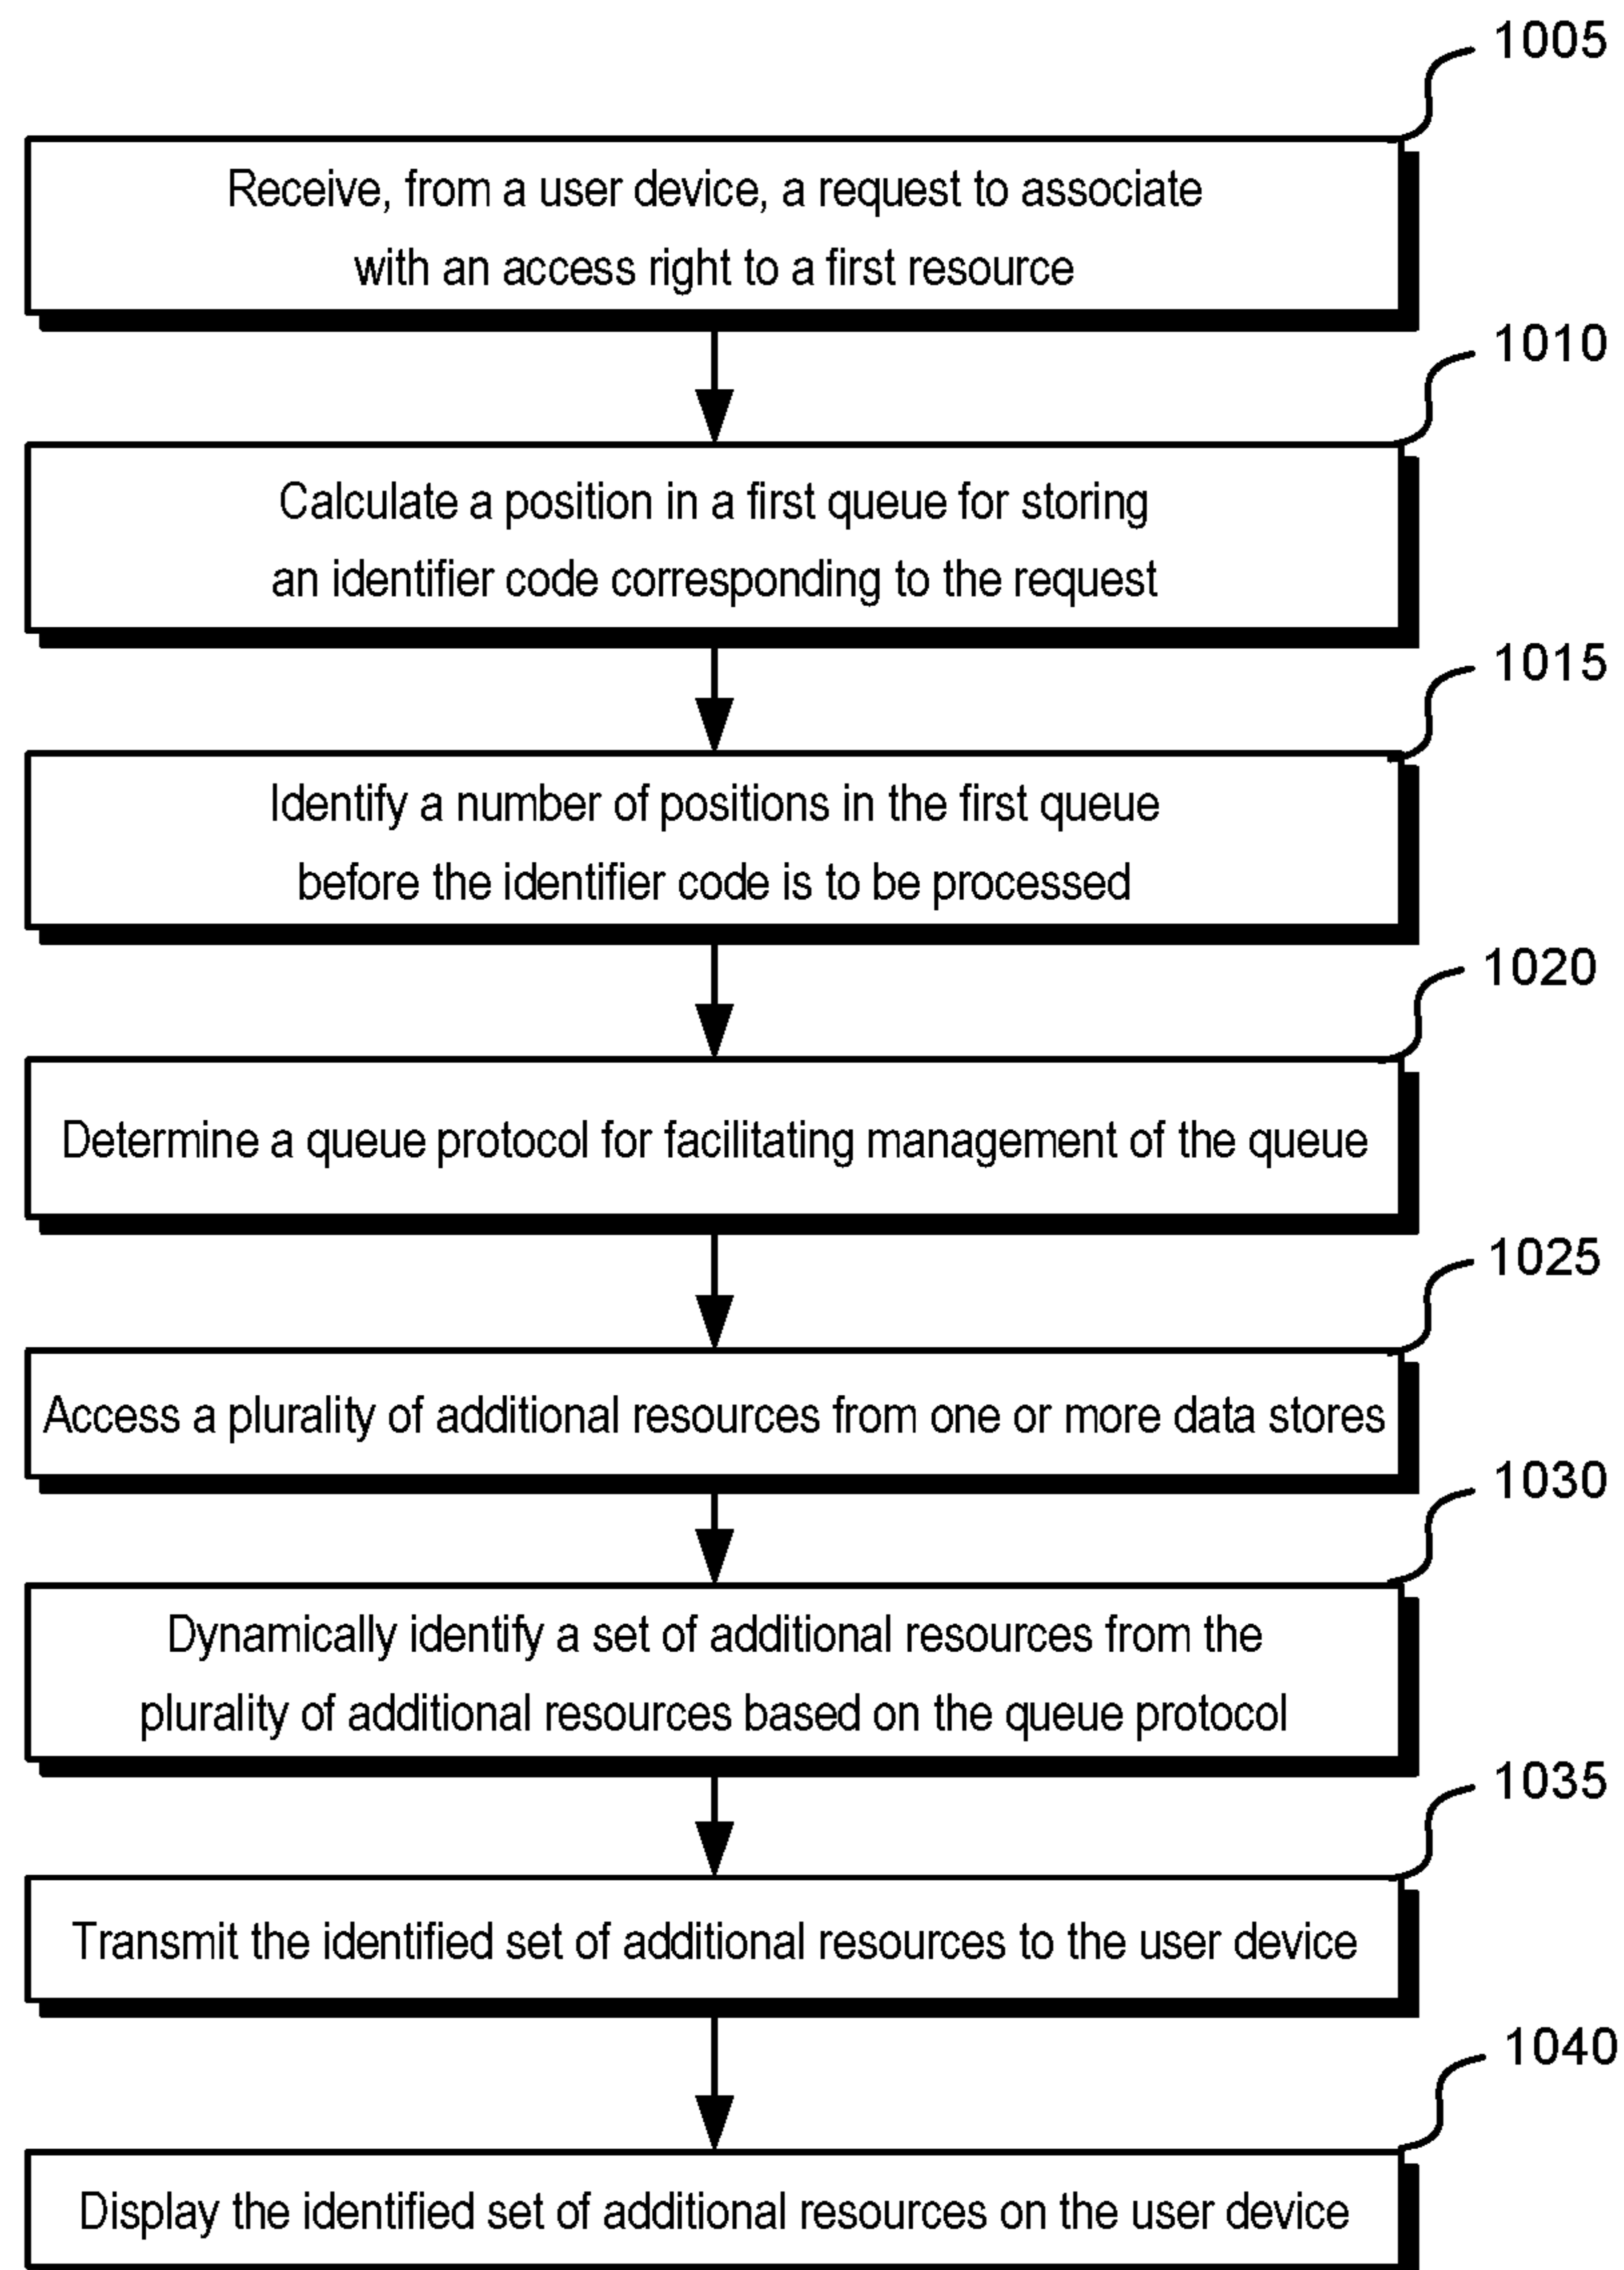 1005
Receive, from a user device, a request to associate
with an access right to a first resource
1010
Calculate a position in a first queue for storing
an identifier code corresponding to the request
1015
Identify a number of positions in the first queue
before the identifier code is to be processed
1020
Determine a queue protocol for facilitating management of the queue
1025
Access a plurality of additional resources from one or more data stores
1030
Dynamically identify a set of additional resources from the
plurality of additional resources based on the queue protocol
1035
Transmit the identified set of additional resources to the user device
1040
Display the identified set of additional resources on the user device